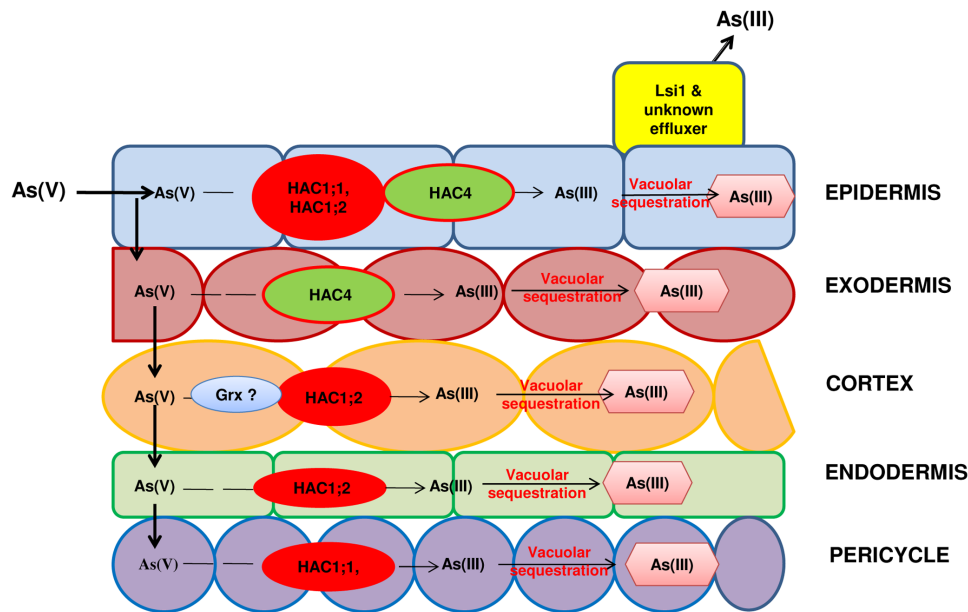 As(III)
Lsi1 &
unknown
effluxer
As(V)
As(V)
HAC1;1,
HAC1;2
HAC4
As(III)
Vacuolar
sequestration
As(III)
EPIDERMIS
As(V)
HAC4
As(III)
Vacuolar
sequestration
As(III)
EXODERMIS
As(V)
Grx ?
HAC1;2
As(III)
Vacuolar
sequestration
As(III)
CORTEX
As(V)
HAC1;2
As(III)
Vacuolar
sequestration
As(III)
ENDODERMIS
As(V)
HAC1;1,
As(III)
Vacuolar
sequestration
As(III)
PERICYCLE